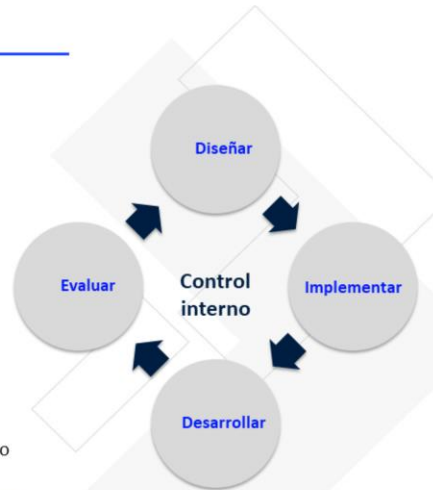 Diseñar
Evaluar
Control
interno
Implementar
Desarrollar
o